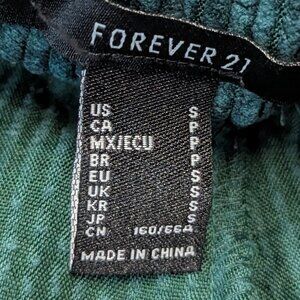 FOREVER 21
US S
CA P
MX/ECU P
BR P
EU S
UK S
KR S
JP S
CN 160/66A
MADE IN CHINA